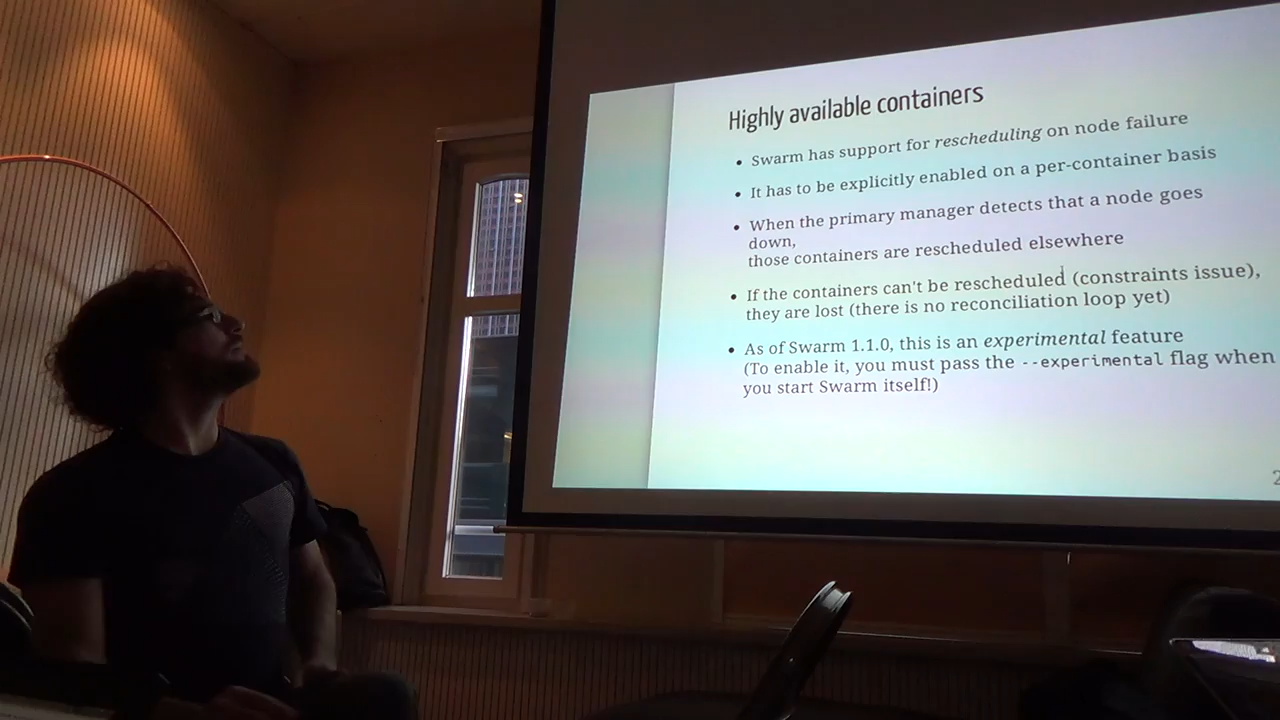 Highly available containers
• Swarm has support for rescheduling on node failure
• It has to be explicitly enabled on a per-container basis
• When the primary manager detects that a node goes
down,
those containers are rescheduled elsewhere
• If the containers can't be rescheduled (constraints issue),
they are lost (there is no reconciliation loop yet)
• As of Swarm 1.1.0, this is an experimental feature
(To enable it, you must pass the --experimental flag when
you start Swarm itself!)